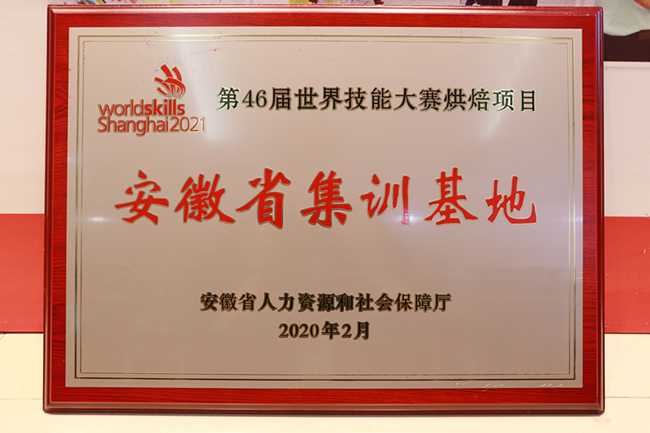 worldskills
Shanghai2021
第46届世界技能大赛烘焙项目
安徽省集训基地
安徽省人力资源和社会保障厅
2020年2月